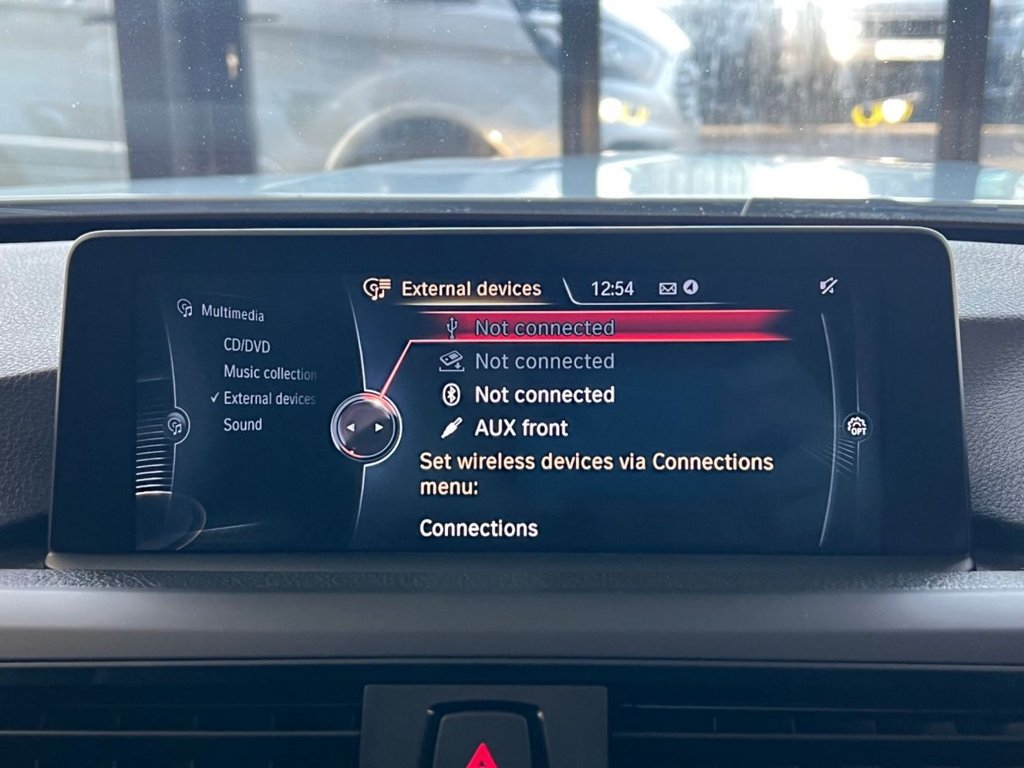 External devices 12:54
Multimedia
CD/DVD
Music collection
External devices
Sound
Not connected
Not connected
Not connected
AUX front
Set wireless devices via Connections
menu:
Connections
OPT